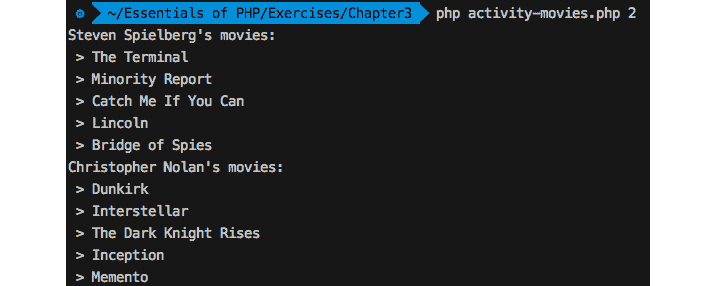 ~/Essentials of PHP/Exercises/Chapter3 php activity-movies.php 2
Steven Spielberg's movies:
> The Terminal
> Minority Report
> Catch Me If You Can
> Lincoln
> Bridge of Spies
Christopher Nolan's movies:
> Dunkirk
> Interstellar
> The Dark Knight Rises
> Inception
> Memento